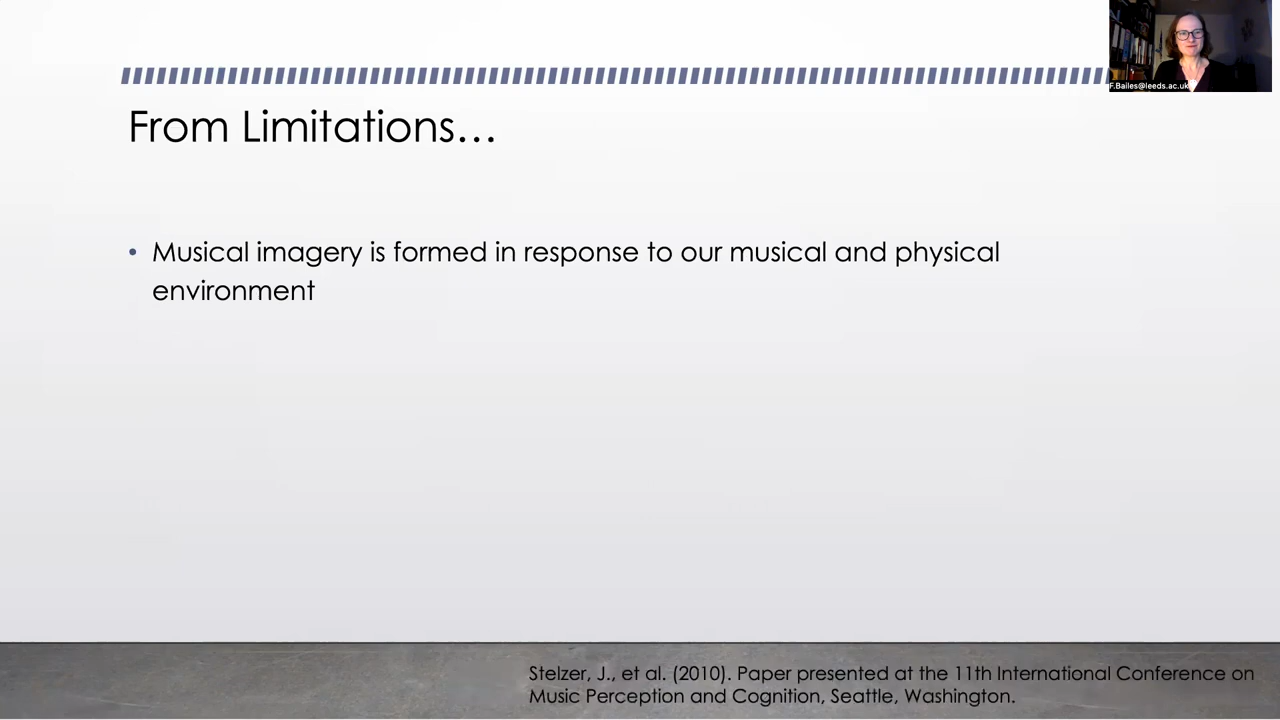 F.Bailes@leeds.ac.uk
From Limitations...
• Musical imagery is formed in response to our musical and physical
environment
Stelzer, J., et al. (2010). Paper presented at the 11th International Conference on
Music Perception and Cognition, Seattle, Washington.